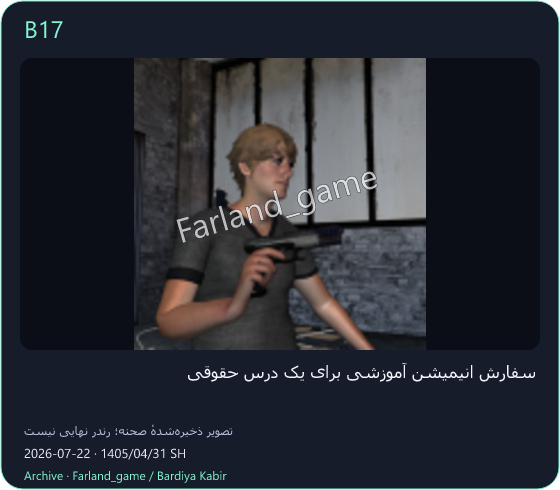 B17
Farland_game
سفارش انیمیشن آموزشی برای یک درس حقوقی
تصویر ذخیره‌شدهٔ صحنه؛ رندر نهایی نیست
2026-07-22 · 1405/04/31 SH
Archive · Farland_game / Bardiya Kabir